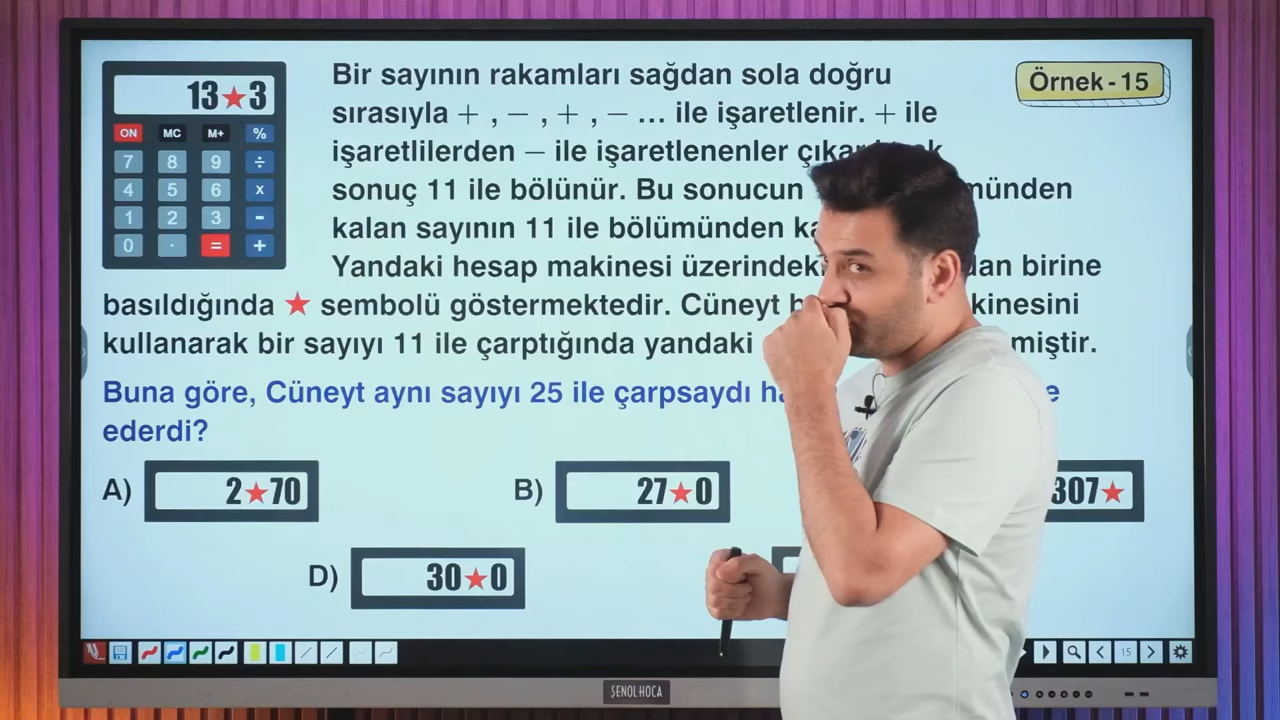 13★3
ON MC M+ %
7 8 9 ÷
4 5 6 x
1 2 3 -
0 . = +
Örnek - 15
Bir sayının rakamları sağdan sola doğru
sırasıyla + , − , + , − ... ile işaretlenir. + ile
işaretlilerden − ile işaretlenenler
sonuç 11 ile bölünür. Bu sonucun
kalan sayının 11 ile bölümünden
Yandaki hesap makinesi birine
basıldığında ★ sembolü göstermektedir. Cüneyt
kullanarak bir sayıyı 11 ile çarptığında yandaki
Buna göre, Cüneyt aynı sayıyı 25 ile çarpsaydı
ederdi?
A) 2★70
B) 27★0
307★
D) 30★0
15
ŞENOL HOCA